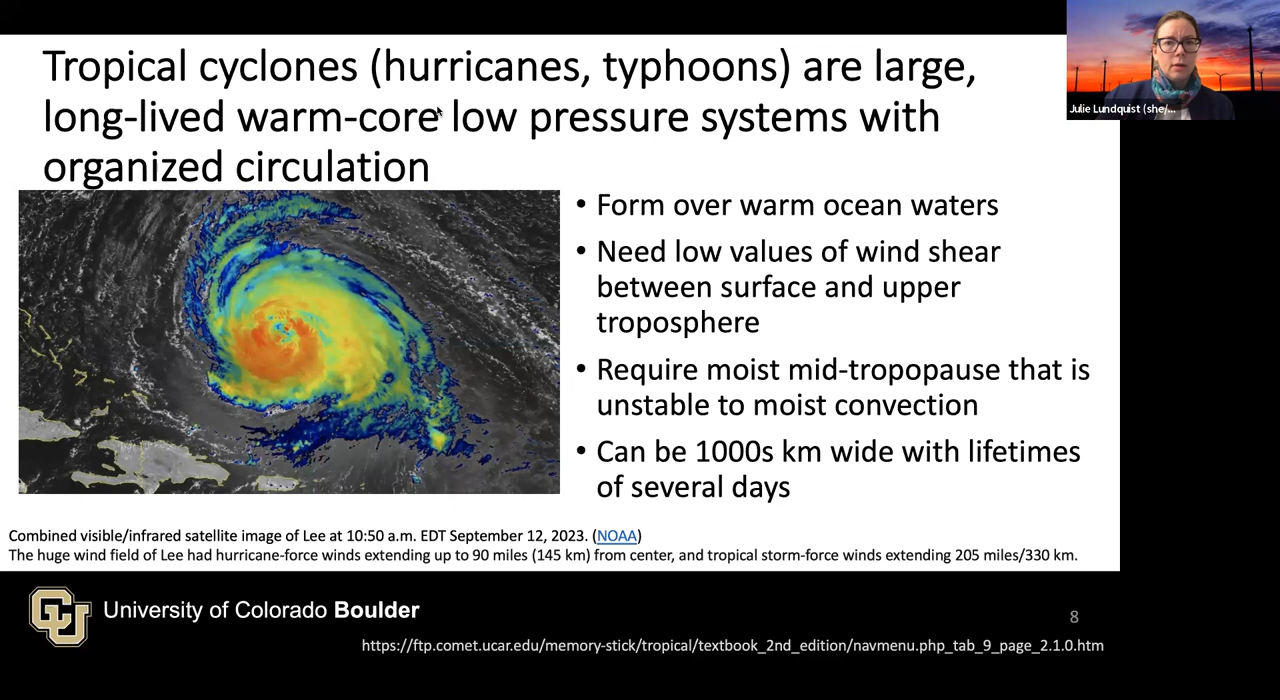 Tropical cyclones (hurricanes, typhoons) are large,
long-lived warm-core low pressure systems with
organized circulation
Julie Lundquist (she/...
• Form over warm ocean waters
• Need low values of wind shear
between surface and upper
troposphere
• Require moist mid-tropopause that is
unstable to moist convection
• Can be 1000s km wide with lifetimes
of several days
Combined visible/infrared satellite image of Lee at 10:50 a.m. EDT September 12, 2023. (NOAA)
The huge wind field of Lee had hurricane-force winds extending up to 90 miles (145 km) from center, and tropical storm-force winds extending 205 miles/330 km.
CU University of Colorado Boulder
8
https://ftp.comet.ucar.edu/memory-stick/tropical/textbook_2nd_edition/navmenu.php_tab_9_page_2.1.0.htm